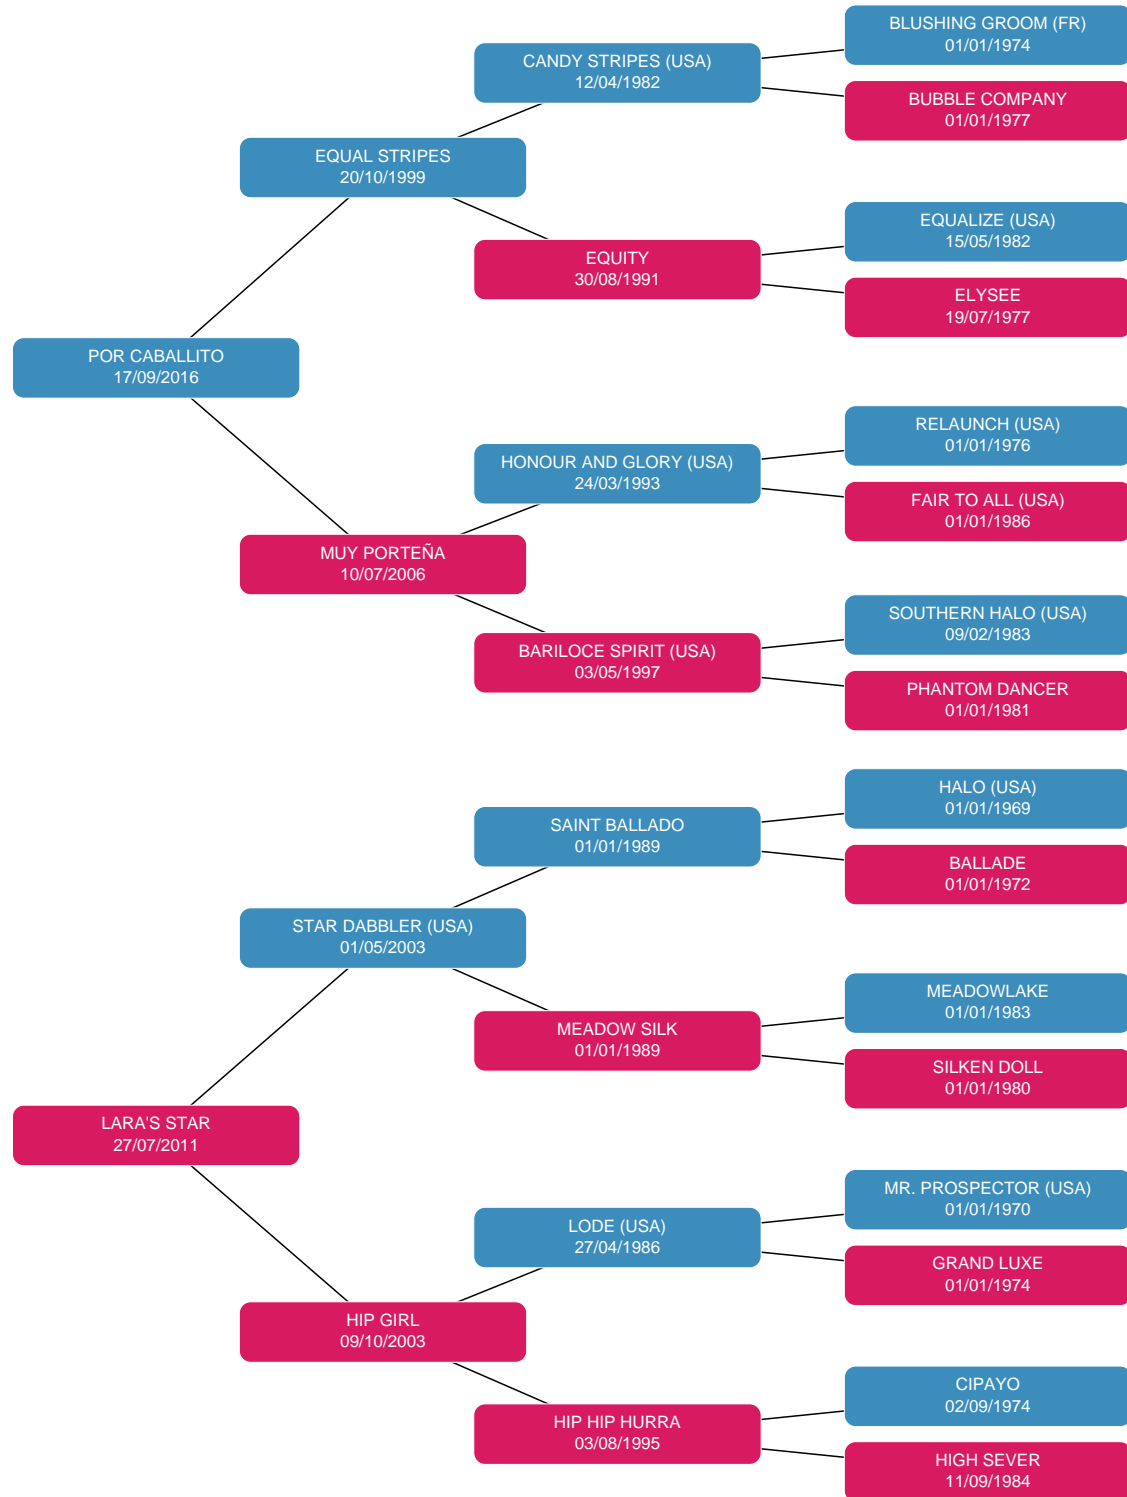 BLUSHING GROOM (FR)
01/01/1974
CANDY STRIPES (USA)
12/04/1982
BUBBLE COMPANY
01/01/1977
EQUAL STRIPES
20/10/1999
EQUALIZE (USA)
15/05/1982
EQUITY
30/08/1991
ELYSEE
19/07/1977
POR CABALLITO
17/09/2016
RELAUNCH (USA)
01/01/1976
HONOUR AND GLORY (USA)
24/03/1993
FAIR TO ALL (USA)
01/01/1986
MUY PORTEÑA
10/07/2006
SOUTHERN HALO (USA)
09/02/1983
BARILOCE SPIRIT (USA)
03/05/1997
PHANTOM DANCER
01/01/1981
HALO (USA)
01/01/1969
SAINT BALLADO
01/01/1989
BALLADE
01/01/1972
STAR DABBLER (USA)
01/05/2003
MEADOWLAKE
01/01/1983
MEADOW SILK
01/01/1989
SILKEN DOLL
01/01/1980
LARA'S STAR
27/07/2011
MR. PROSPECTOR (USA)
01/01/1970
LODE (USA)
27/04/1986
GRAND LUXE
01/01/1974
HIP GIRL
09/10/2003
CIPAYO
02/09/1974
HIP HIP HURRA
03/08/1995
HIGH SEVER
11/09/1984